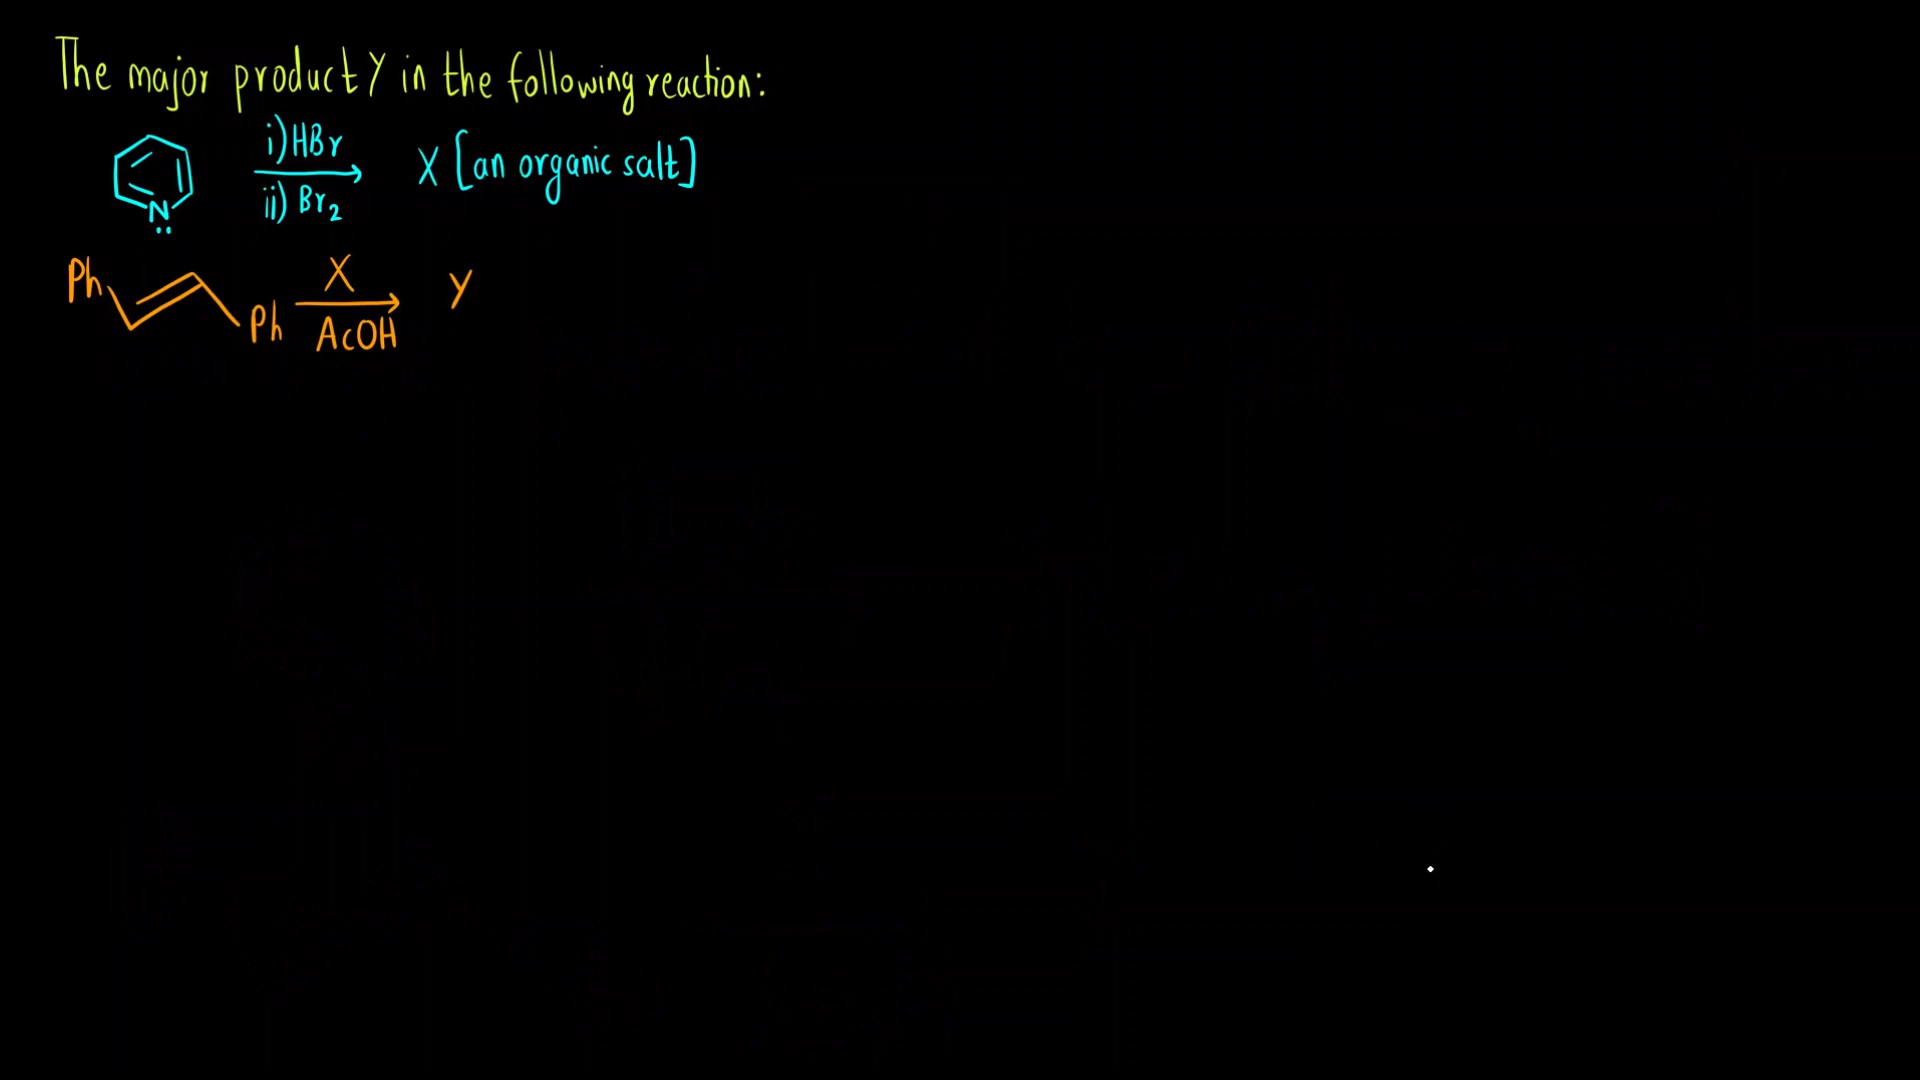 The major product Y in the following reaction:
i) HBr
ii) Br2
X [an organic salt]
N
Ph
Ph
X
AcOH
Y